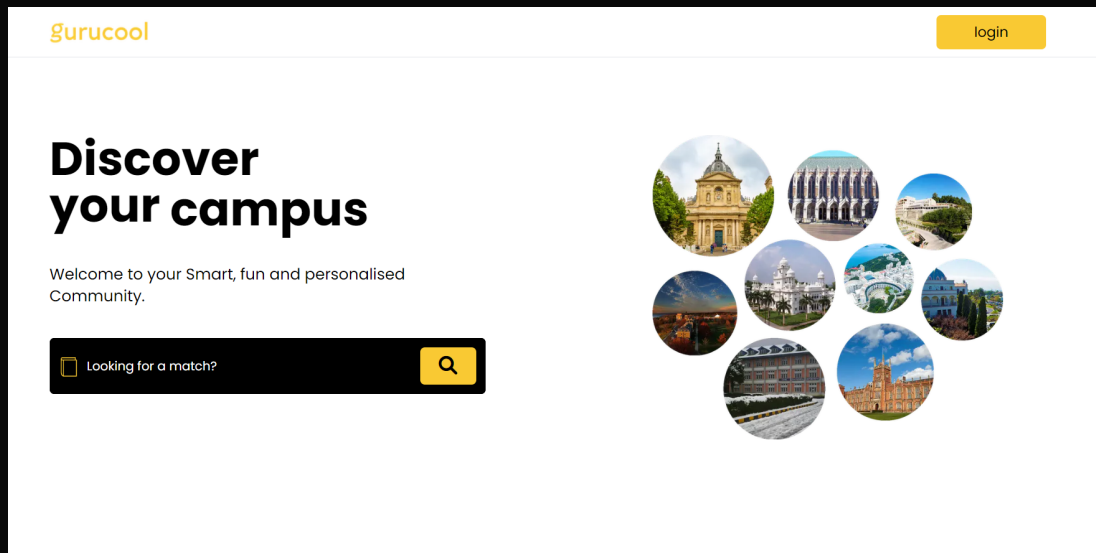 gurucool
login
Discover
your campus
Welcome to your Smart, fun and personalised
Community.
Looking for a match?